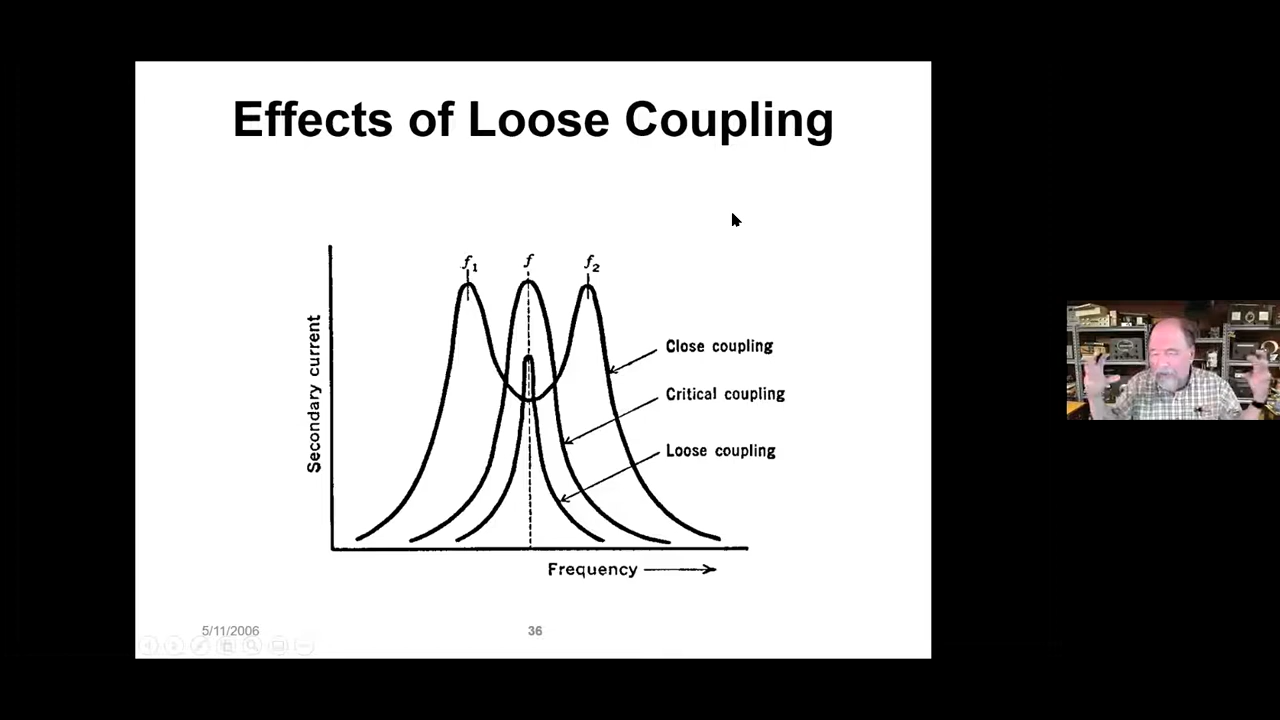 Effects of Loose Coupling
f₁ f f₂
Close coupling
Critical coupling
Loose coupling
Secondary current
Frequency
5/11/2006 36